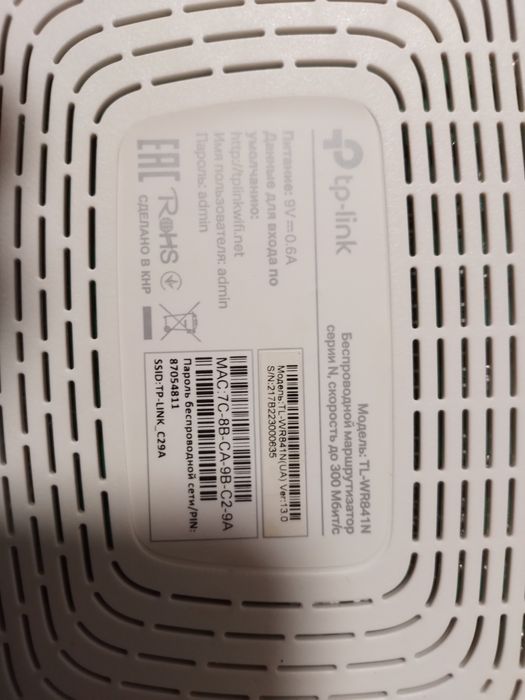 tp-link
Модель: TL-WR841N
Беспроводной маршрутизатор
серии N, скорость до 300 Мбит/с
Питание: 9V⎓0.6A
Данные для входа по
умолчанию:
http://tplinkwifi.net
Имя пользователя: admin
Пароль: admin
EAC RoHS
СДЕЛАНО В КНР
Модель:TL-WR841N(UA) Ver:13.0
S/N:217B223000635
MAC:7C-8B-CA-9B-C2-9A
Пароль беспроводной сети/PIN:
87054811
SSID:TP-LINK_C29A